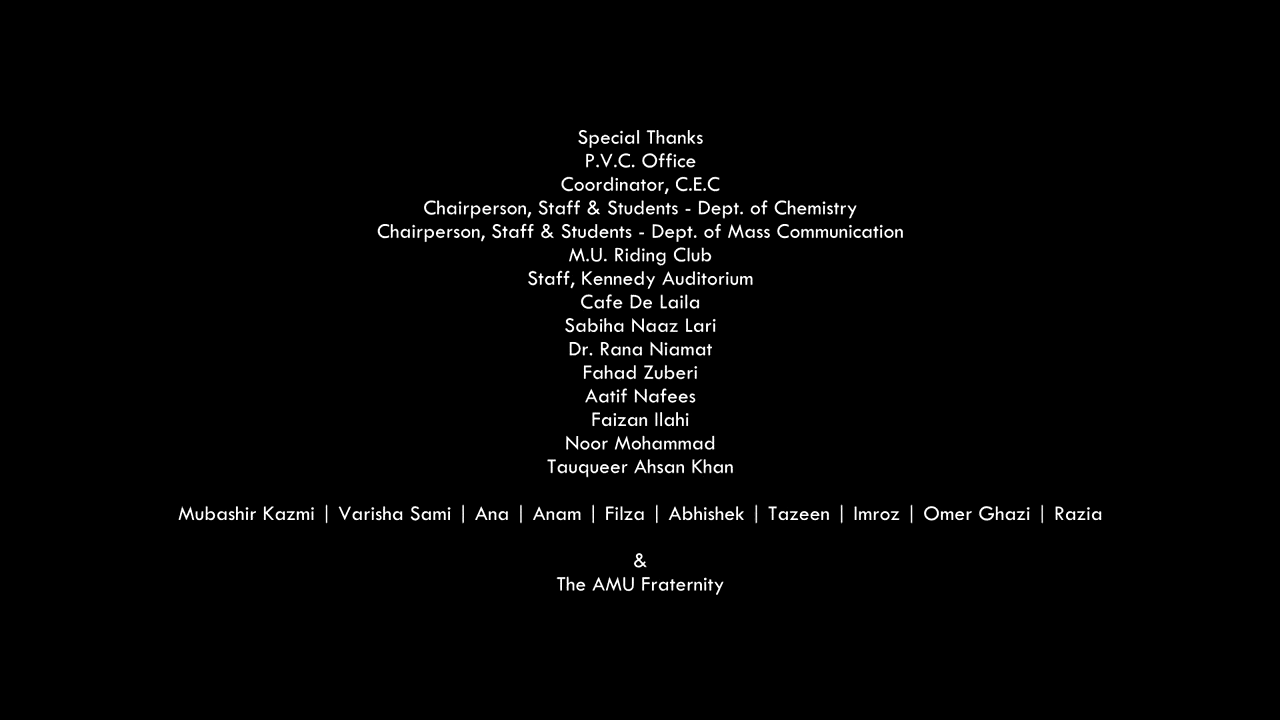 Special Thanks
P.V.C. Office
Coordinator, C.E.C
Chairperson, Staff & Students - Dept. of Chemistry
Chairperson, Staff & Students - Dept. of Mass Communication
M.U. Riding Club
Staff, Kennedy Auditorium
Cafe De Laila
Sabiha Naaz Lari
Dr. Rana Niamat
Fahad Zuberi
Aatif Nafees
Faizan Ilahi
Noor Mohammad
Tauqueer Ahsan Khan
Mubashir Kazmi | Varisha Sami | Ana | Anam | Filza | Abhishek | Tazeen | Imroz | Omer Ghazi | Razia
&
The AMU Fraternity